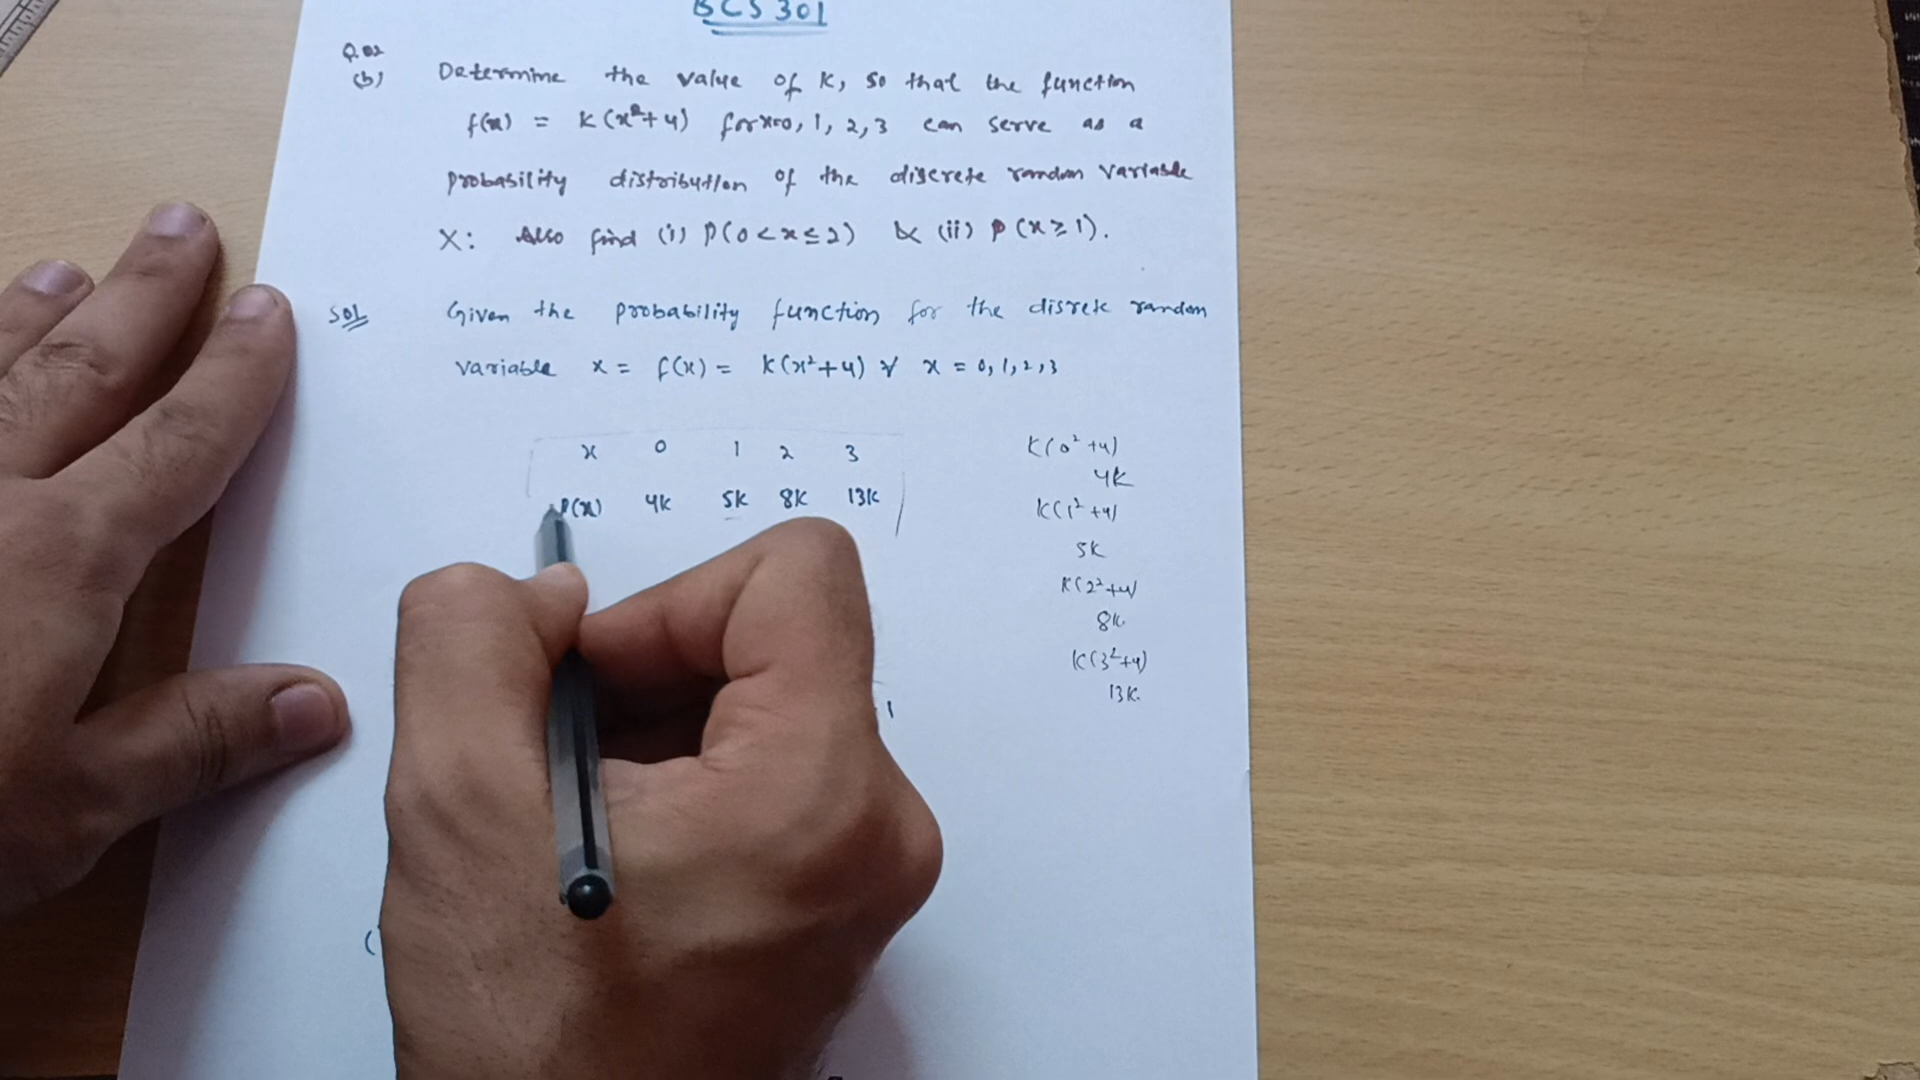 BCS 301
Q.02
(b) Determine the value of K, so that the function
f(x) = K(x²+4) for x=0, 1, 2, 3 can serve as a
probability distribution of the discrete random variable
X: Also find (i) P(0<x≤2) & (ii) P(x≥1).
Sol Given the probability function for the disrete random
variable x = f(x) = K(x²+4) ∀ x = 0,1,2,3
x 0 1 2 3
P(x) 4K 5K 8K 13K
K(0²+4)
4K
K(1²+4)
5K
K(2²+4)
8K
K(3²+4)
13K.
1
(